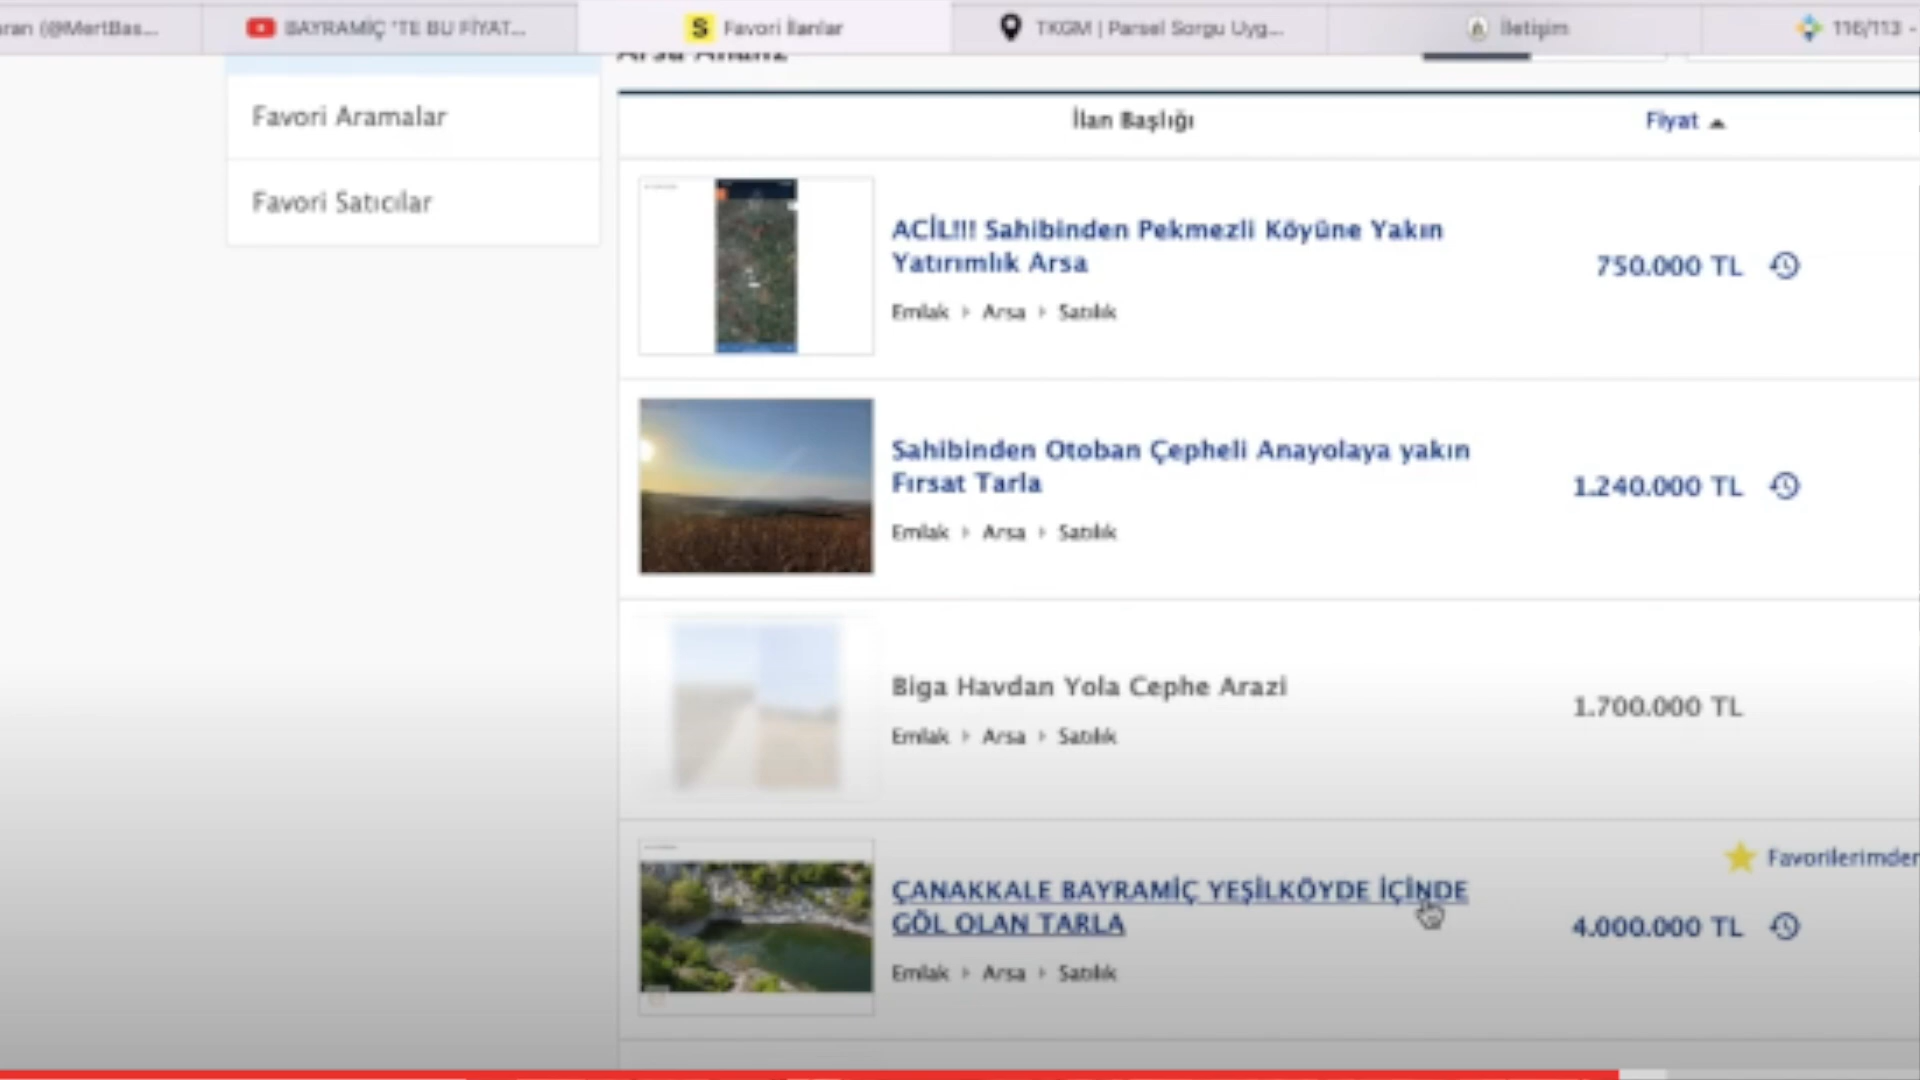 BAYRAMİÇ 'TE BU FİYAT...
S Favori İlanlar
TKGM | Parsel Sorgu Uyg...
İletişim
116/113 -
Favori Aramalar
Favori Satıcılar
İlan Başlığı
Fiyat
ACİL!!! Sahibinden Pekmezli Köyüne Yakın
Yatırımlık Arsa
750.000 TL
Emlak Arsa Satılık
Sahibinden Otoban Çepheli Anayolaya yakın
Fırsat Tarla
1.240.000 TL
Emlak Arsa Satılık
Biga Havdan Yola Cephe Arazi
1.700.000 TL
Emlak Arsa Satılık
Favorilerimden
ÇANAKKALE BAYRAMİÇ YEŞİLKÖYDE İÇİNDE
GÖL OLAN TARLA
4.000.000 TL
Emlak Arsa Satılık